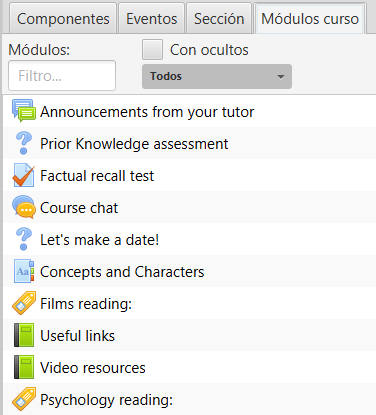 Componentes Eventos Sección Módulos curso
Módulos: Con ocultos
Filtro... Todos
Announcements from your tutor
Prior Knowledge assessment
Factual recall test
Course chat
Let's make a date!
Aa Concepts and Characters
Films reading:
Useful links
Video resources
Psychology reading: